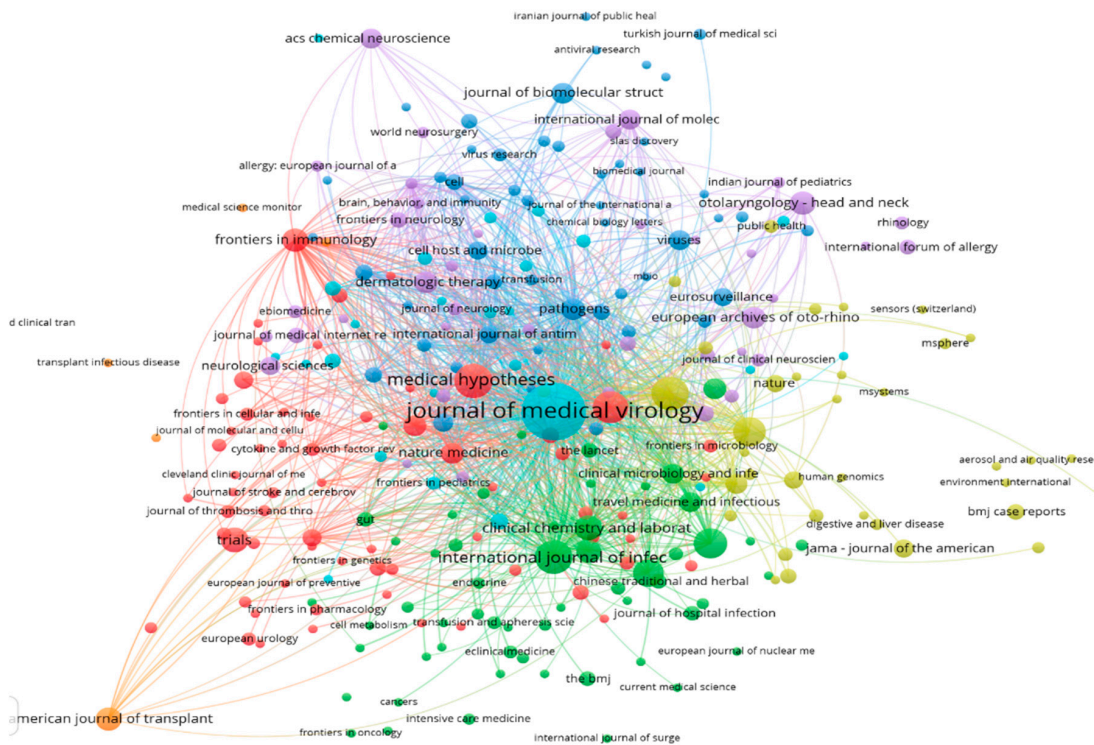 iranian journal of public heal
turkish journal of medical sci
acs chemical neuroscience
antiviral research
journal of biomolecular struct
international journal of molec
world neurosurgery
slas discovery
virus research
allergy: european journal of a
biomedical journal
cell
indian journal of pediatrics
brain, behavior, and immunity
otolaryngology - head and neck
medical science monitor
journal of the international a
frontiers in neurology
chemical biology letters
public health
rhinology
frontiers in immunology
viruses
international forum of allergy
cell host and microbe
mbio
dermatologic therapy
transfusion
eurosurveillance
ebiomedicine
journal of neurology
pathogens
sensors (switzerland)
european archives of oto-rhino
d clinical tran
journal of medical internet re
international journal of antim
msphere
transplant infectious disease
neurological sciences
journal of clinical neuroscien
medical hypotheses
nature
msystems
journal of medical virology
frontiers in cellular and infe
journal of molecular and cellu
cytokine and growth factor rev
nature medicine
the lancet
frontiers in microbiology
aerosol and air quality rese
cleveland clinic journal of me
clinical microbiology and infe
human genomics
environment international
frontiers in pediatrics
journal of stroke and cerebrov
travel medicine and infectious
journal of thrombosis and thro
bmj case reports
gut
clinical chemistry and laborat
digestive and liver disease
trials
jama - journal of the american
international journal of infec
frontiers in genetics
european journal of preventive
endocrine
chinese traditional and herbal
frontiers in pharmacology
journal of hospital infection
cell metabolism
transfusion and apheresis scie
european urology
eclinicalmedicine
european journal of nuclear me
the bmj
current medical science
cancers
american journal of transplant
intensive care medicine
frontiers in oncology
international journal of surge